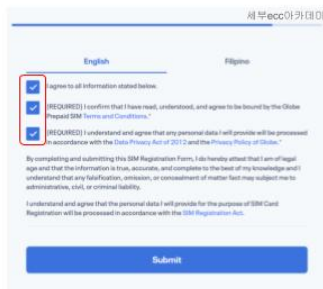 세부ecc아카데미
English
Filipino
I agree to all information stated below.
(REQUIRED) I confirm that I have read, understood, and agree to be bound by the Globe
Prepaid SIM Terms and Conditions.*
(REQUIRED) I understand and agree that any personal data I will provide will be processed
in accordance with the Data Privacy Act of 2012 and the Privacy Policy of Globe.*
By completing and submitting this SIM Registration Form, I do hereby attest that I am of legal
age and that the information is true, accurate, and complete to the best of my knowledge and I
understand that any falsification, omission, or concealment of matter fact may subject me to
administrative, civil, or criminal liability.
I understand and agree that the personal data I will provide for the purpose of SIM Card
Registration will be processed in accordance with the SIM Registration Act.
Submit